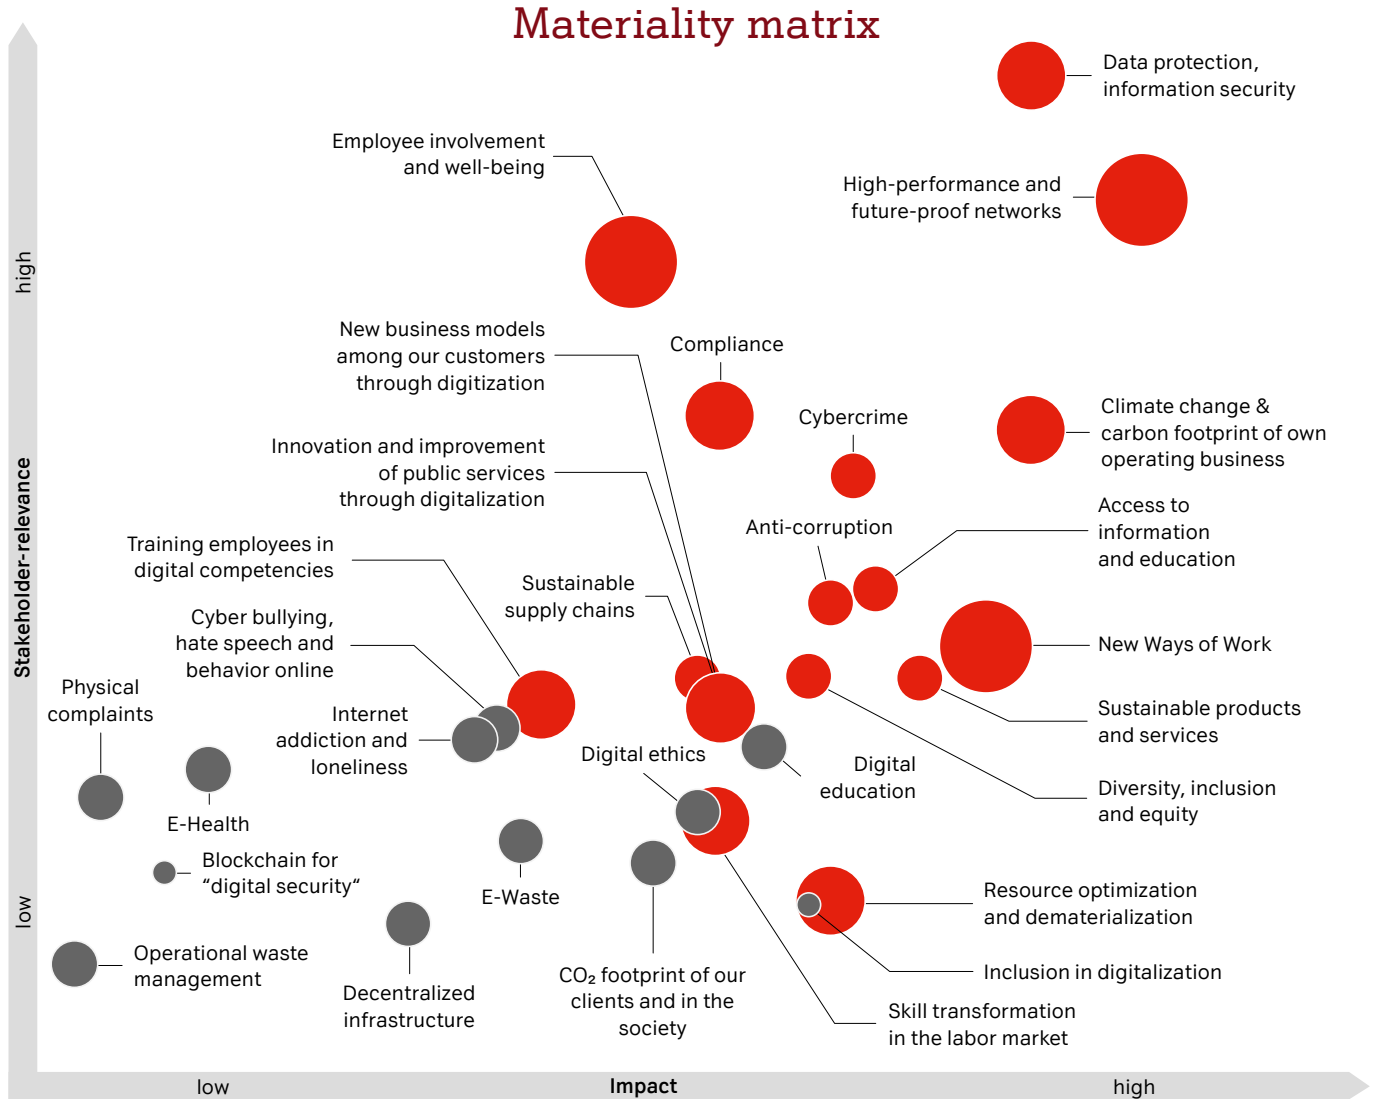 Materiality matrix
Data protection,
information security
Employee involvement
and well-being
High-performance and
future-proof networks
high
New business models
among our customers
through digitization
Compliance
Cybercrime
Climate change &
carbon footprint of own
operating business
Innovation and improvement
of public services
through digitalization
Stakeholder-relevance
Anti-corruption
Access to
information
and education
Training employees in
digital competencies
Sustainable
supply chains
Cyber bullying,
hate speech and
behavior online
New Ways of Work
Physical
complaints
Internet
addiction and
loneliness
Sustainable products
and services
Digital ethics
Digital
education
Diversity, inclusion
and equity
E-Health
Blockchain for
“digital security“
E-Waste
low
Resource optimization
and dematerialization
Operational waste
management
Decentralized
infrastructure
CO₂ footprint of our
clients and in the
society
Inclusion in digitalization
Skill transformation
in the labor market
low
Impact
high